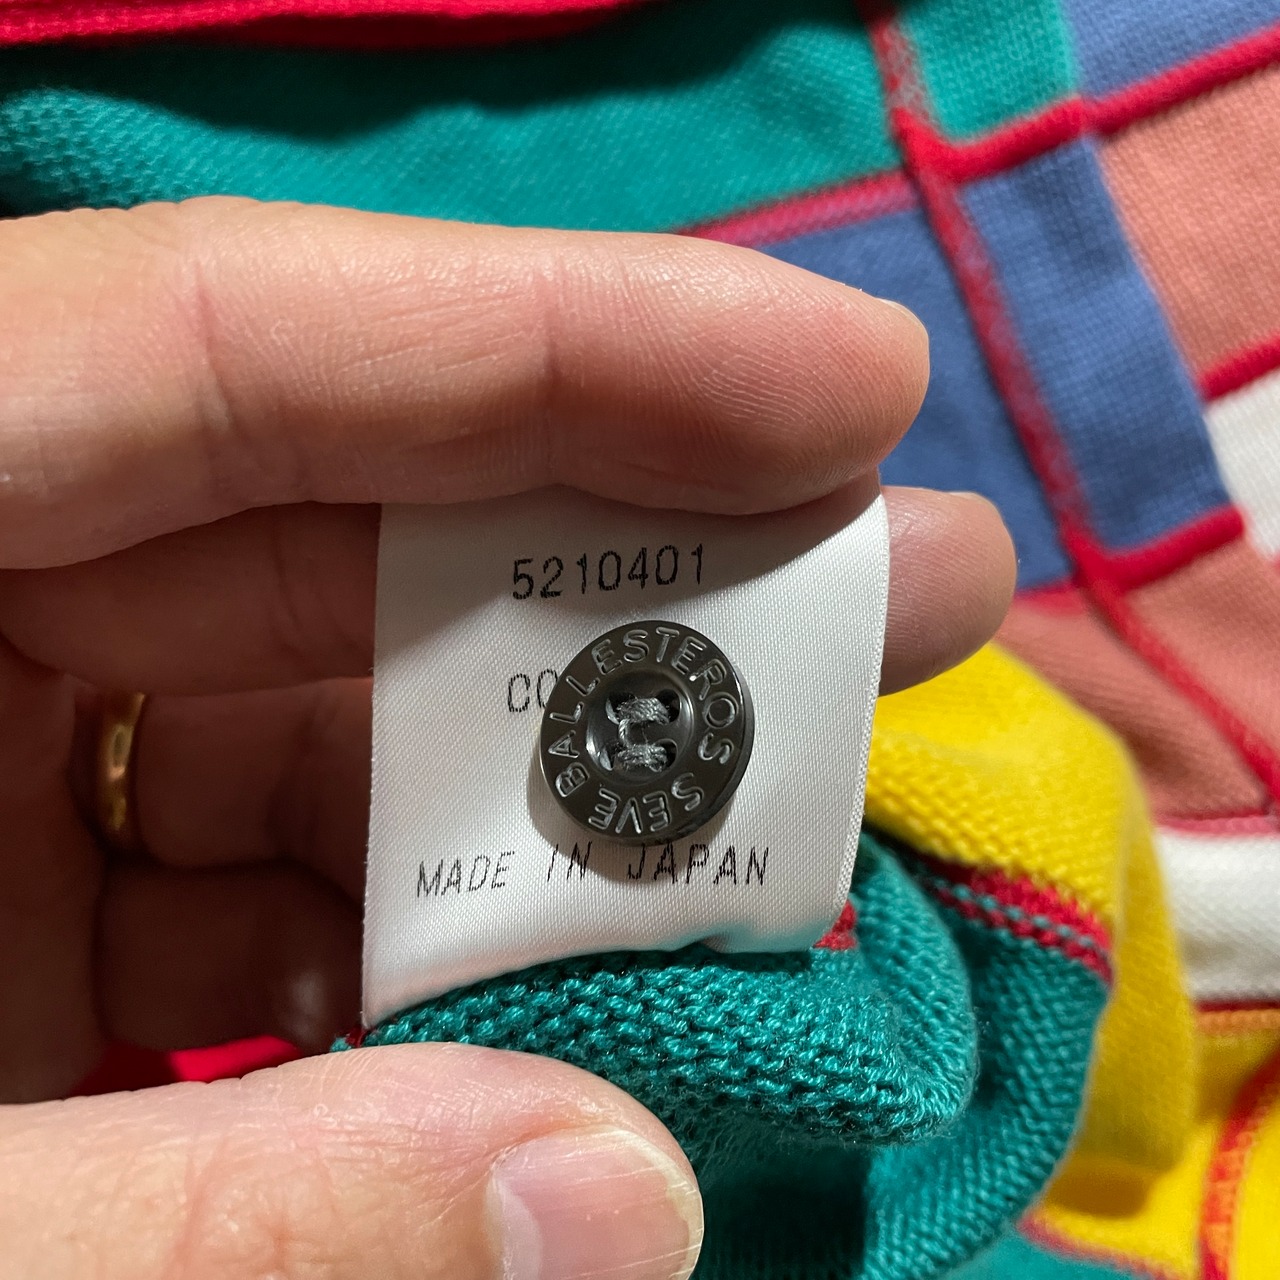 5210401
CO
BALLESTEROS SEVE
MADE IN JAPAN